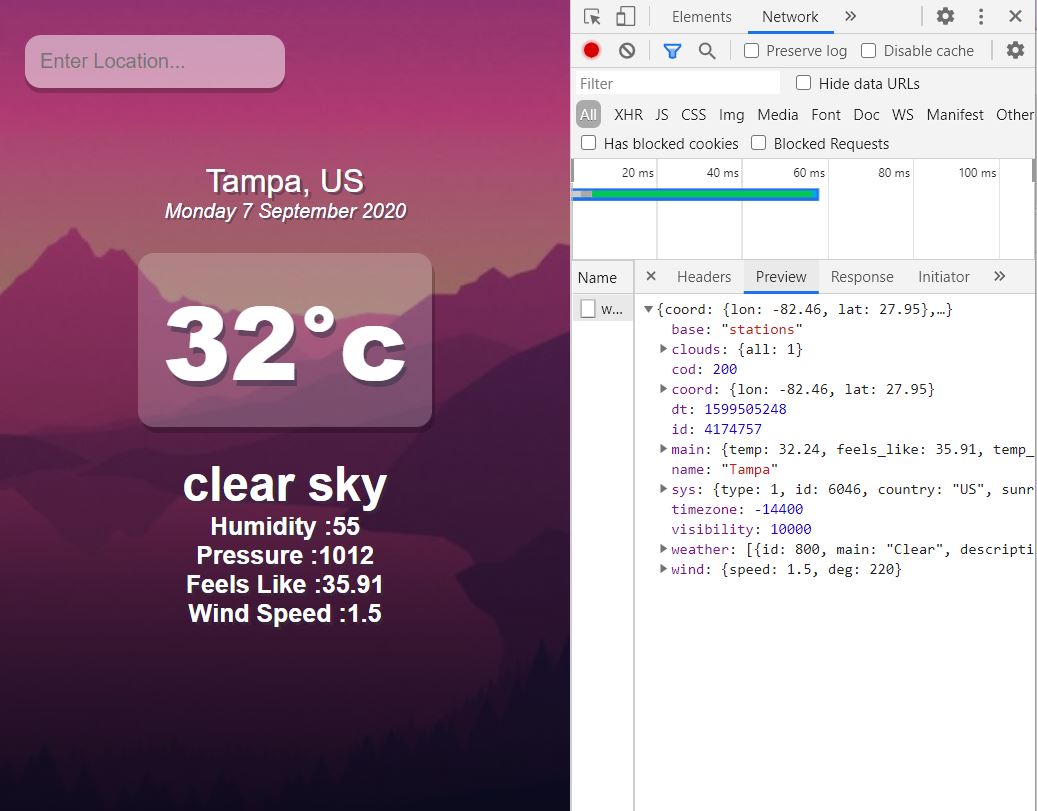 Enter Location...
Tampa, US
Monday 7 September 2020
32°c
clear sky
Humidity :55
Pressure :1012
Feels Like :35.91
Wind Speed :1.5
Elements Network
Preserve log Disable cache
Filter Hide data URLs
All XHR JS CSS Img Media Font Doc WS Manifest Other
Has blocked cookies Blocked Requests
20 ms 40 ms 60 ms 80 ms 100 ms
Name Headers Preview Response Initiator
w...
{coord: {lon: -82.46, lat: 27.95},…}
base: "stations"
clouds: {all: 1}
cod: 200
coord: {lon: -82.46, lat: 27.95}
dt: 1599505248
id: 4174757
main: {temp: 32.24, feels_like: 35.91, temp_
name: "Tampa"
sys: {type: 1, id: 6046, country: "US", sunr
timezone: -14400
visibility: 10000
weather: [{id: 800, main: "Clear", descripti
wind: {speed: 1.5, deg: 220}